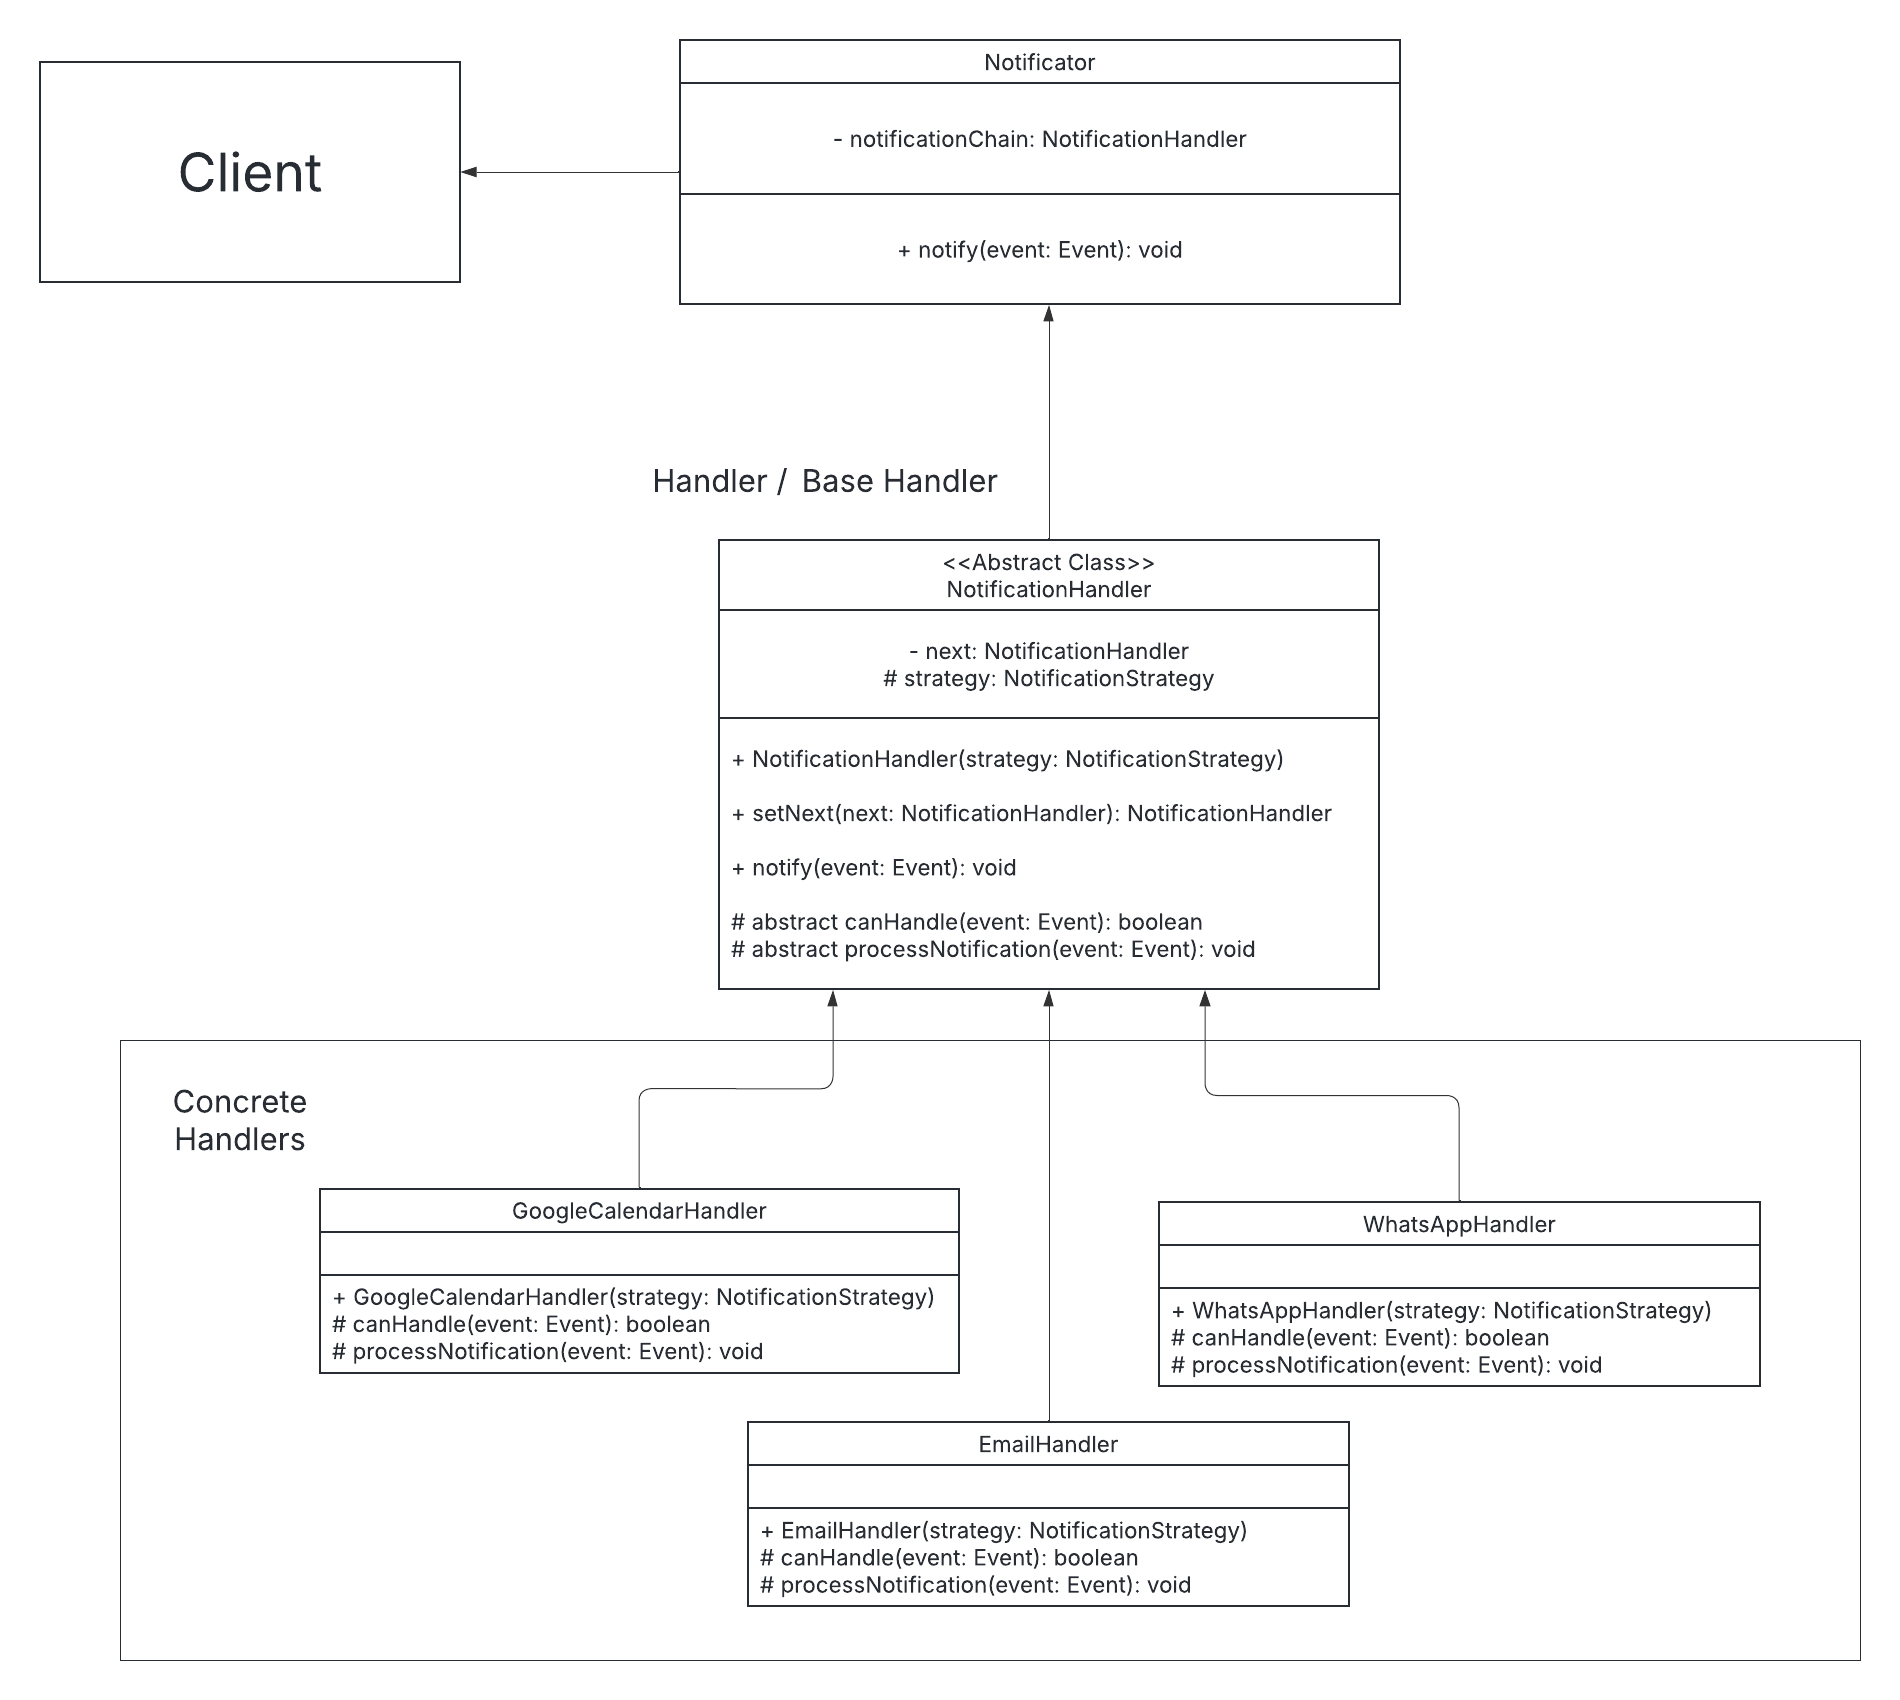 Client
Notificator
- notificationChain: NotificationHandler
+ notify(event: Event): void
Handler / Base Handler
<<Abstract Class>>
NotificationHandler
- next: NotificationHandler
# strategy: NotificationStrategy
+ NotificationHandler(strategy: NotificationStrategy)
+ setNext(next: NotificationHandler): NotificationHandler
+ notify(event: Event): void
# abstract canHandle(event: Event): boolean
# abstract processNotification(event: Event): void
Concrete
Handlers
GoogleCalendarHandler
+ GoogleCalendarHandler(strategy: NotificationStrategy)
# canHandle(event: Event): boolean
# processNotification(event: Event): void
WhatsAppHandler
+ WhatsAppHandler(strategy: NotificationStrategy)
# canHandle(event: Event): boolean
# processNotification(event: Event): void
EmailHandler
+ EmailHandler(strategy: NotificationStrategy)
# canHandle(event: Event): boolean
# processNotification(event: Event): void